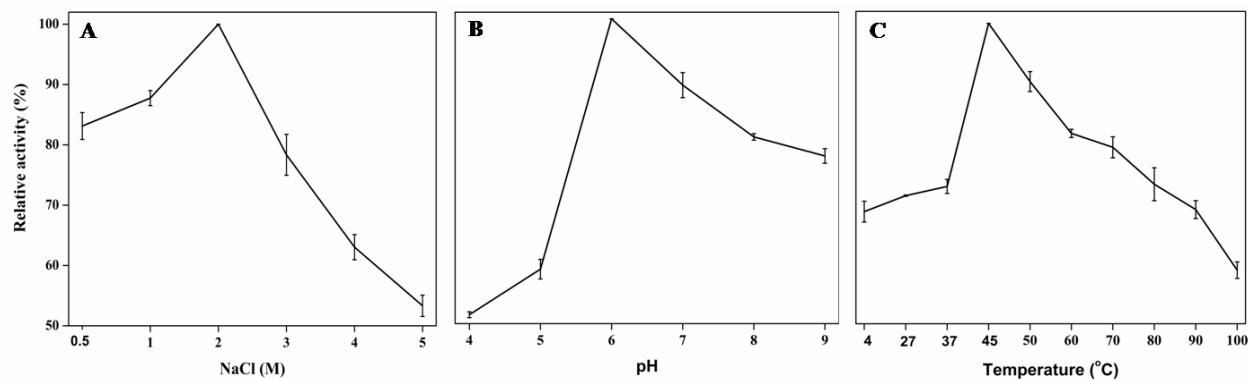 A
B
C
Relative activity (%)
100
90
80
70
60
50
0.5 1 2 3 4 5
4 5 6 7 8 9
4 27 37 45 50 60 70 80 90 100
NaCl (M)
pH
Temperature (°C)